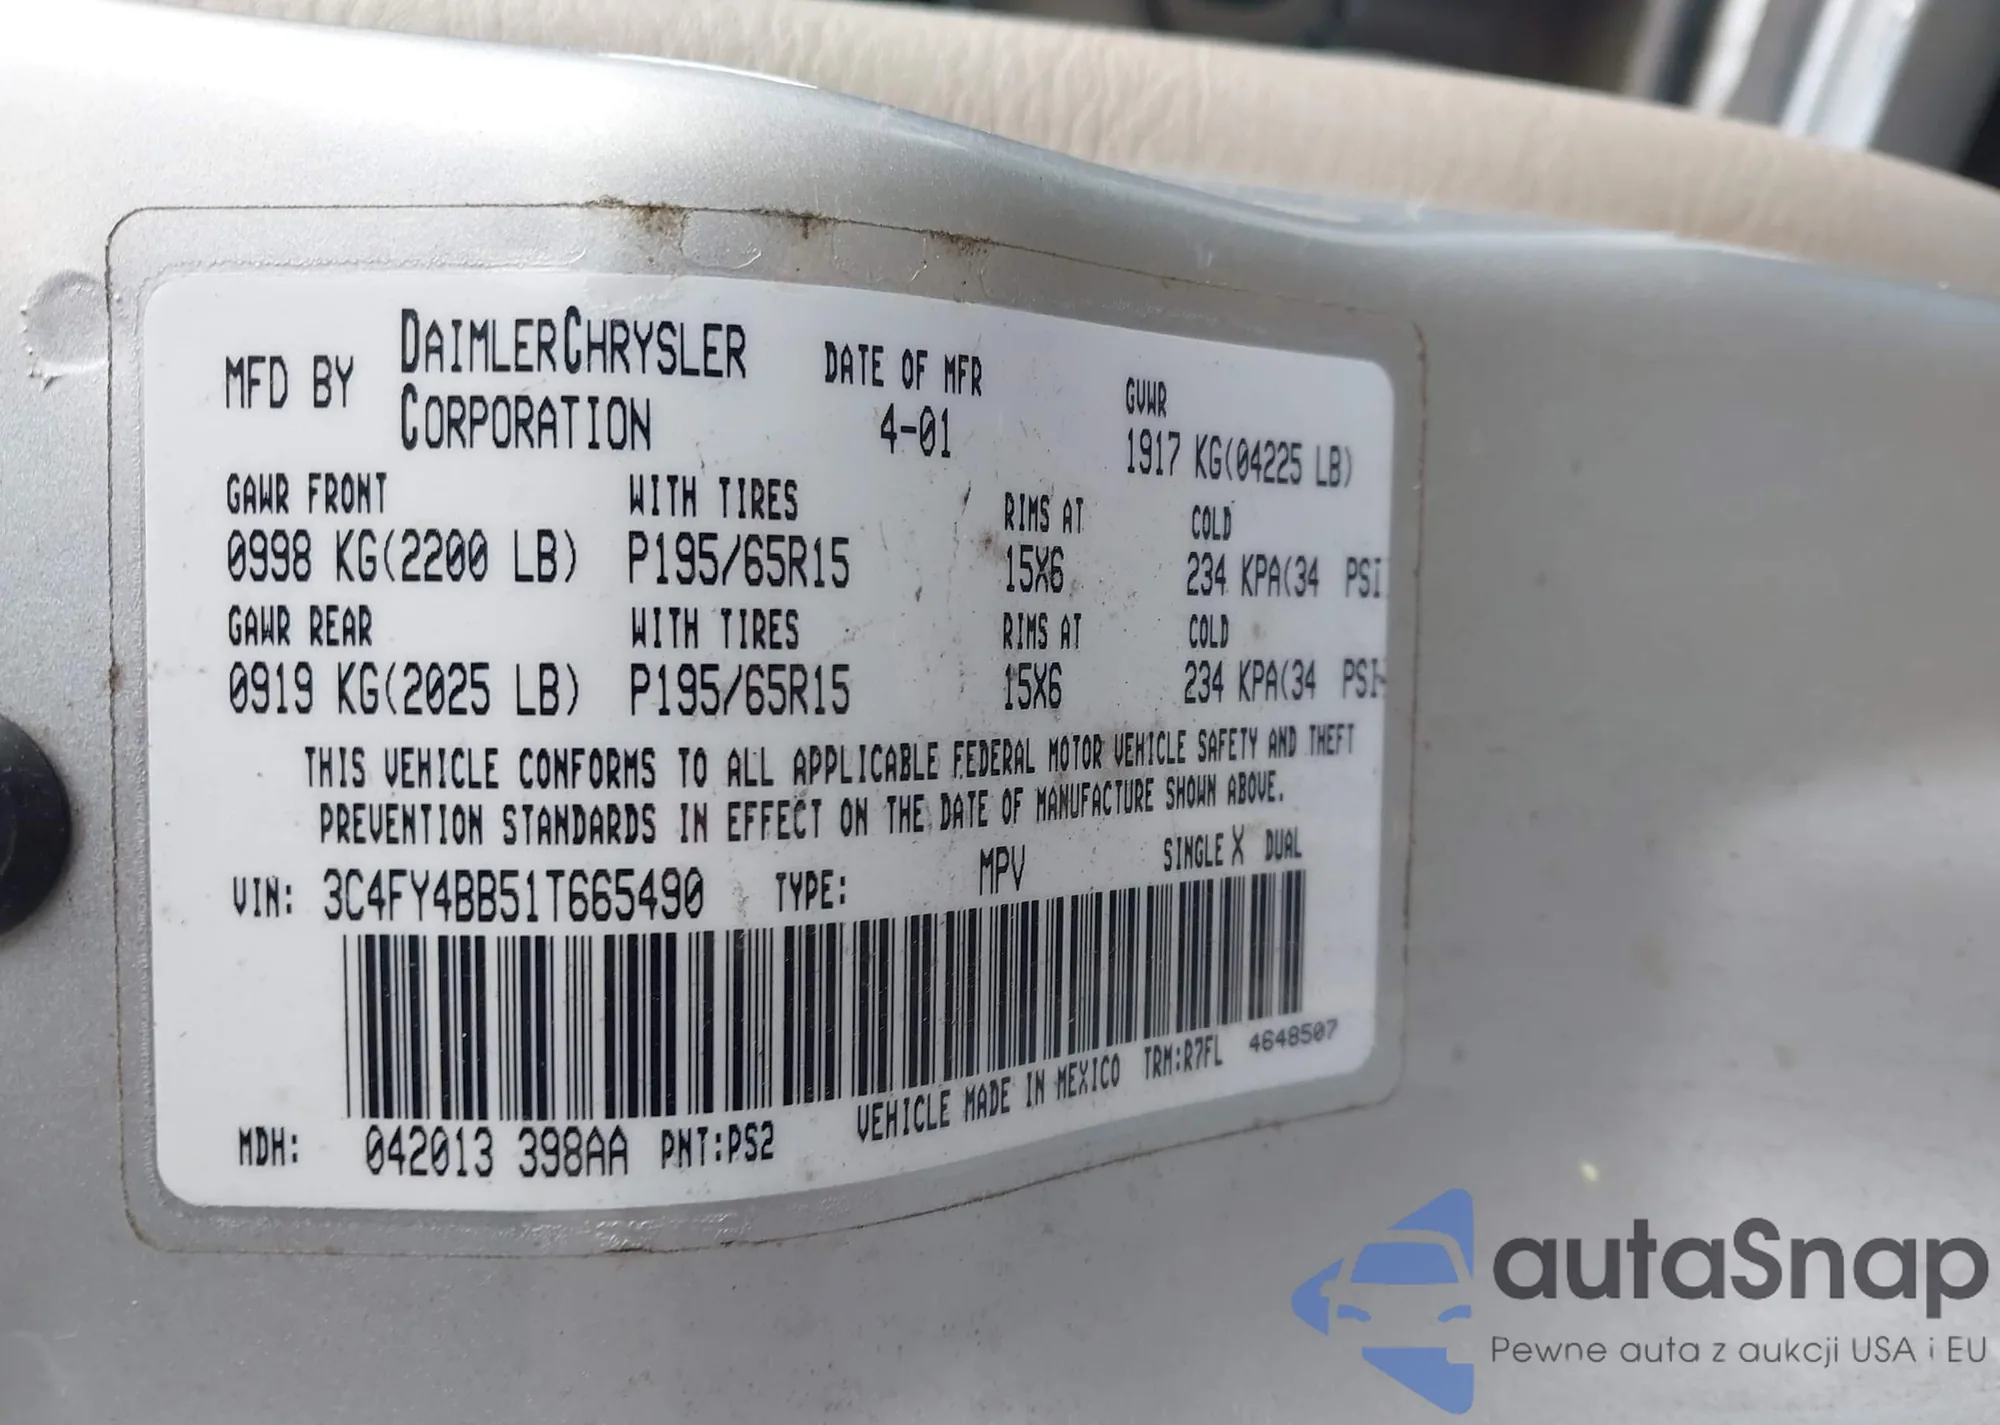 MFD BY DAIMLERCHRYSLER CORPORATION DATE OF MFR 4-01 GVWR 1917 KG(04225 LB)
GAWR FRONT WITH TIRES RIMS AT COLD
0998 KG(2200 LB) P195/65R15 15X6 234 KPA(34 PSI
GAWR REAR WITH TIRES RIMS AT COLD
0919 KG(2025 LB) P195/65R15 15X6 234 KPA(34 PSI
THIS VEHICLE CONFORMS TO ALL APPLICABLE FEDERAL MOTOR VEHICLE SAFETY AND THEFT
PREVENTION STANDARDS IN EFFECT ON THE DATE OF MANUFACTURE SHOWN ABOVE.
VIN: 3C4FY4BB51T665490 TYPE: MPV SINGLE X DUAL
MDH: 042013 398AA PNT:PS2 VEHICLE MADE IN MEXICO TRM:R7FL 4648507
autaSnap
Pewne auta z aukcji USA i EU